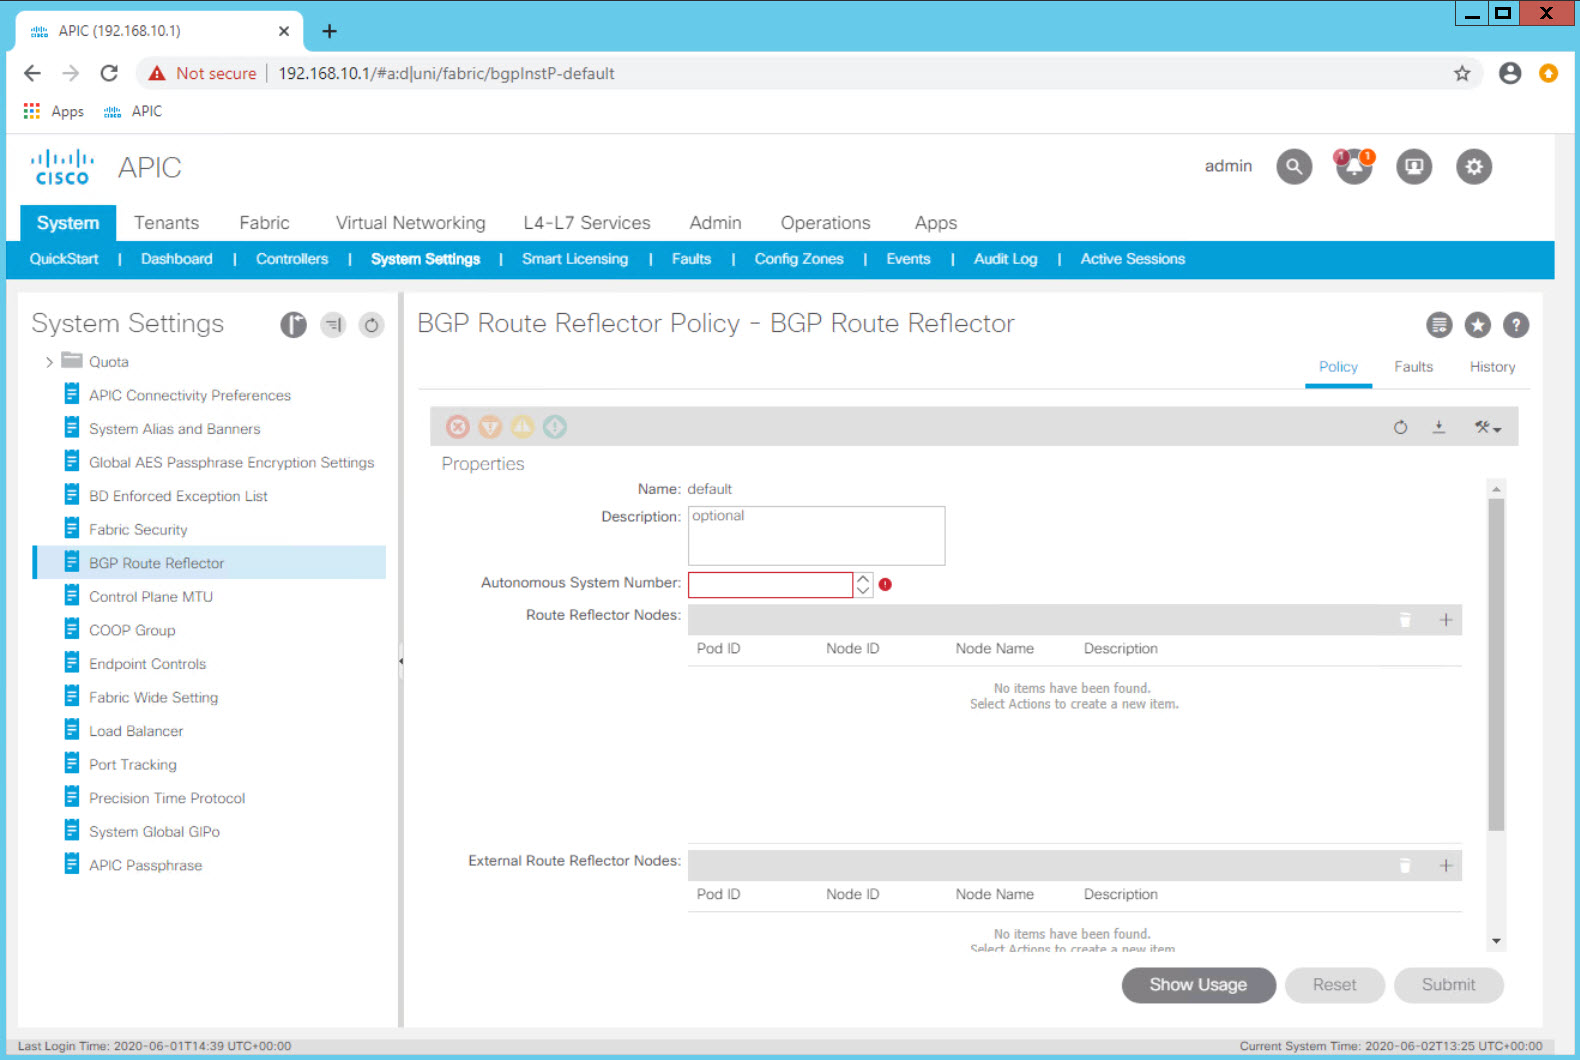 APIC (192.168.10.1)
Not secure 192.168.10.1/#a:d|uni/fabric/bgpInstP-default
Apps APIC
CISCO APIC admin 1 1
System Tenants Fabric Virtual Networking L4-L7 Services Admin Operations Apps
QuickStart | Dashboard | Controllers | System Settings | Smart Licensing | Faults | Config Zones | Events | Audit Log | Active Sessions
System Settings
Quota
APIC Connectivity Preferences
System Alias and Banners
Global AES Passphrase Encryption Settings
BD Enforced Exception List
Fabric Security
BGP Route Reflector
Control Plane MTU
COOP Group
Endpoint Controls
Fabric Wide Setting
Load Balancer
Port Tracking
Precision Time Protocol
System Global GIPo
APIC Passphrase
BGP Route Reflector Policy - BGP Route Reflector
Policy Faults History
Properties
Name: default
Description: optional
Autonomous System Number:
Route Reflector Nodes:
Pod ID Node ID Node Name Description
No items have been found.
Select Actions to create a new item.
External Route Reflector Nodes:
Pod ID Node ID Node Name Description
No items have been found.
Select Actions to create a new item
Show Usage Reset Submit
Last Login Time: 2020-06-01T14:39 UTC+00:00 Current System Time: 2020-06-02T13:25 UTC+00:00